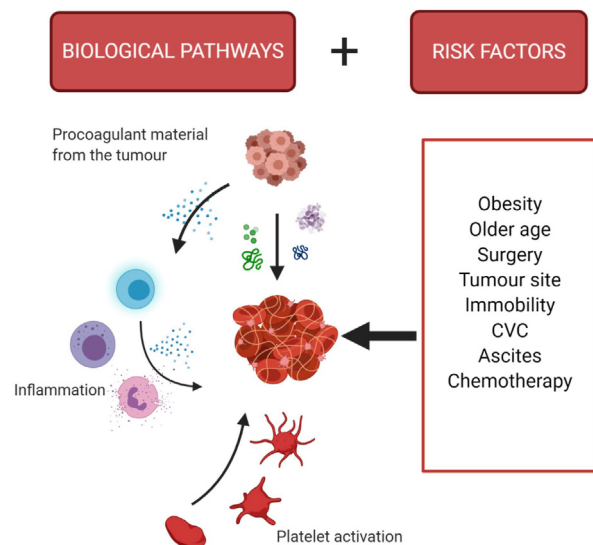 BIOLOGICAL PATHWAYS
+
RISK FACTORS
Procoagulant material
from the tumour
Inflammation
Platelet activation
Obesity
Older age
Surgery
Tumour site
Immobility
CVC
Ascites
Chemotherapy